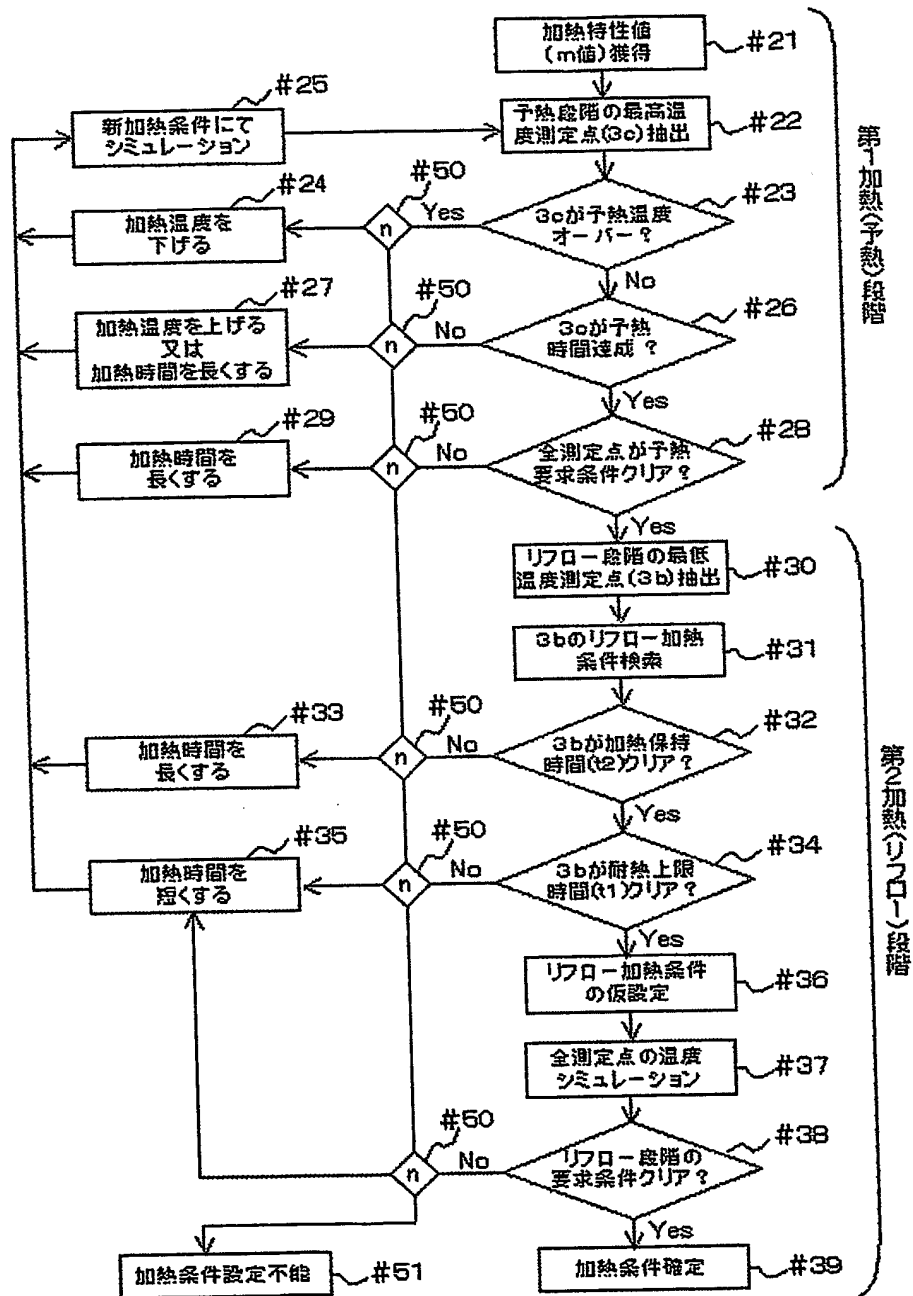 加熱特性値
(m値)獲得
#21
#25
新加熱条件にて
シミュレーション
予熱段階の最高温
度測定点(3c)抽出
#22
#50
#24
加熱温度を
下げる
n
Yes
3cが予熱温度
オーバー?
#23
No
#27
加熱温度を上げる
又は
加熱時間を長くする
#50
n
No
3cが予熱
時間達成?
#26
Yes
#29
加熱時間を
長くする
#50
n
No
全測定点が予熱
要求条件クリア?
#28
Yes
第1加熱(予熱)段階
リフロー段階の最低
温度測定点(3b)抽出
#30
3bのリフロー加熱
条件検索
#31
#33
加熱時間を
長くする
#50
n
No
3bが加熱保持
時間(t2)クリア?
#32
Yes
#35
加熱時間を
短くする
#50
n
No
3bが耐熱上限
時間(t1)クリア?
#34
Yes
リフロー加熱条件
の仮設定
#36
全測定点の温度
シミュレーション
#37
#50
n
No
リフロー段階の
要求条件クリア?
#38
Yes
加熱条件設定不能
#51
加熱条件確定
#39
第2加熱(リフロー)段階